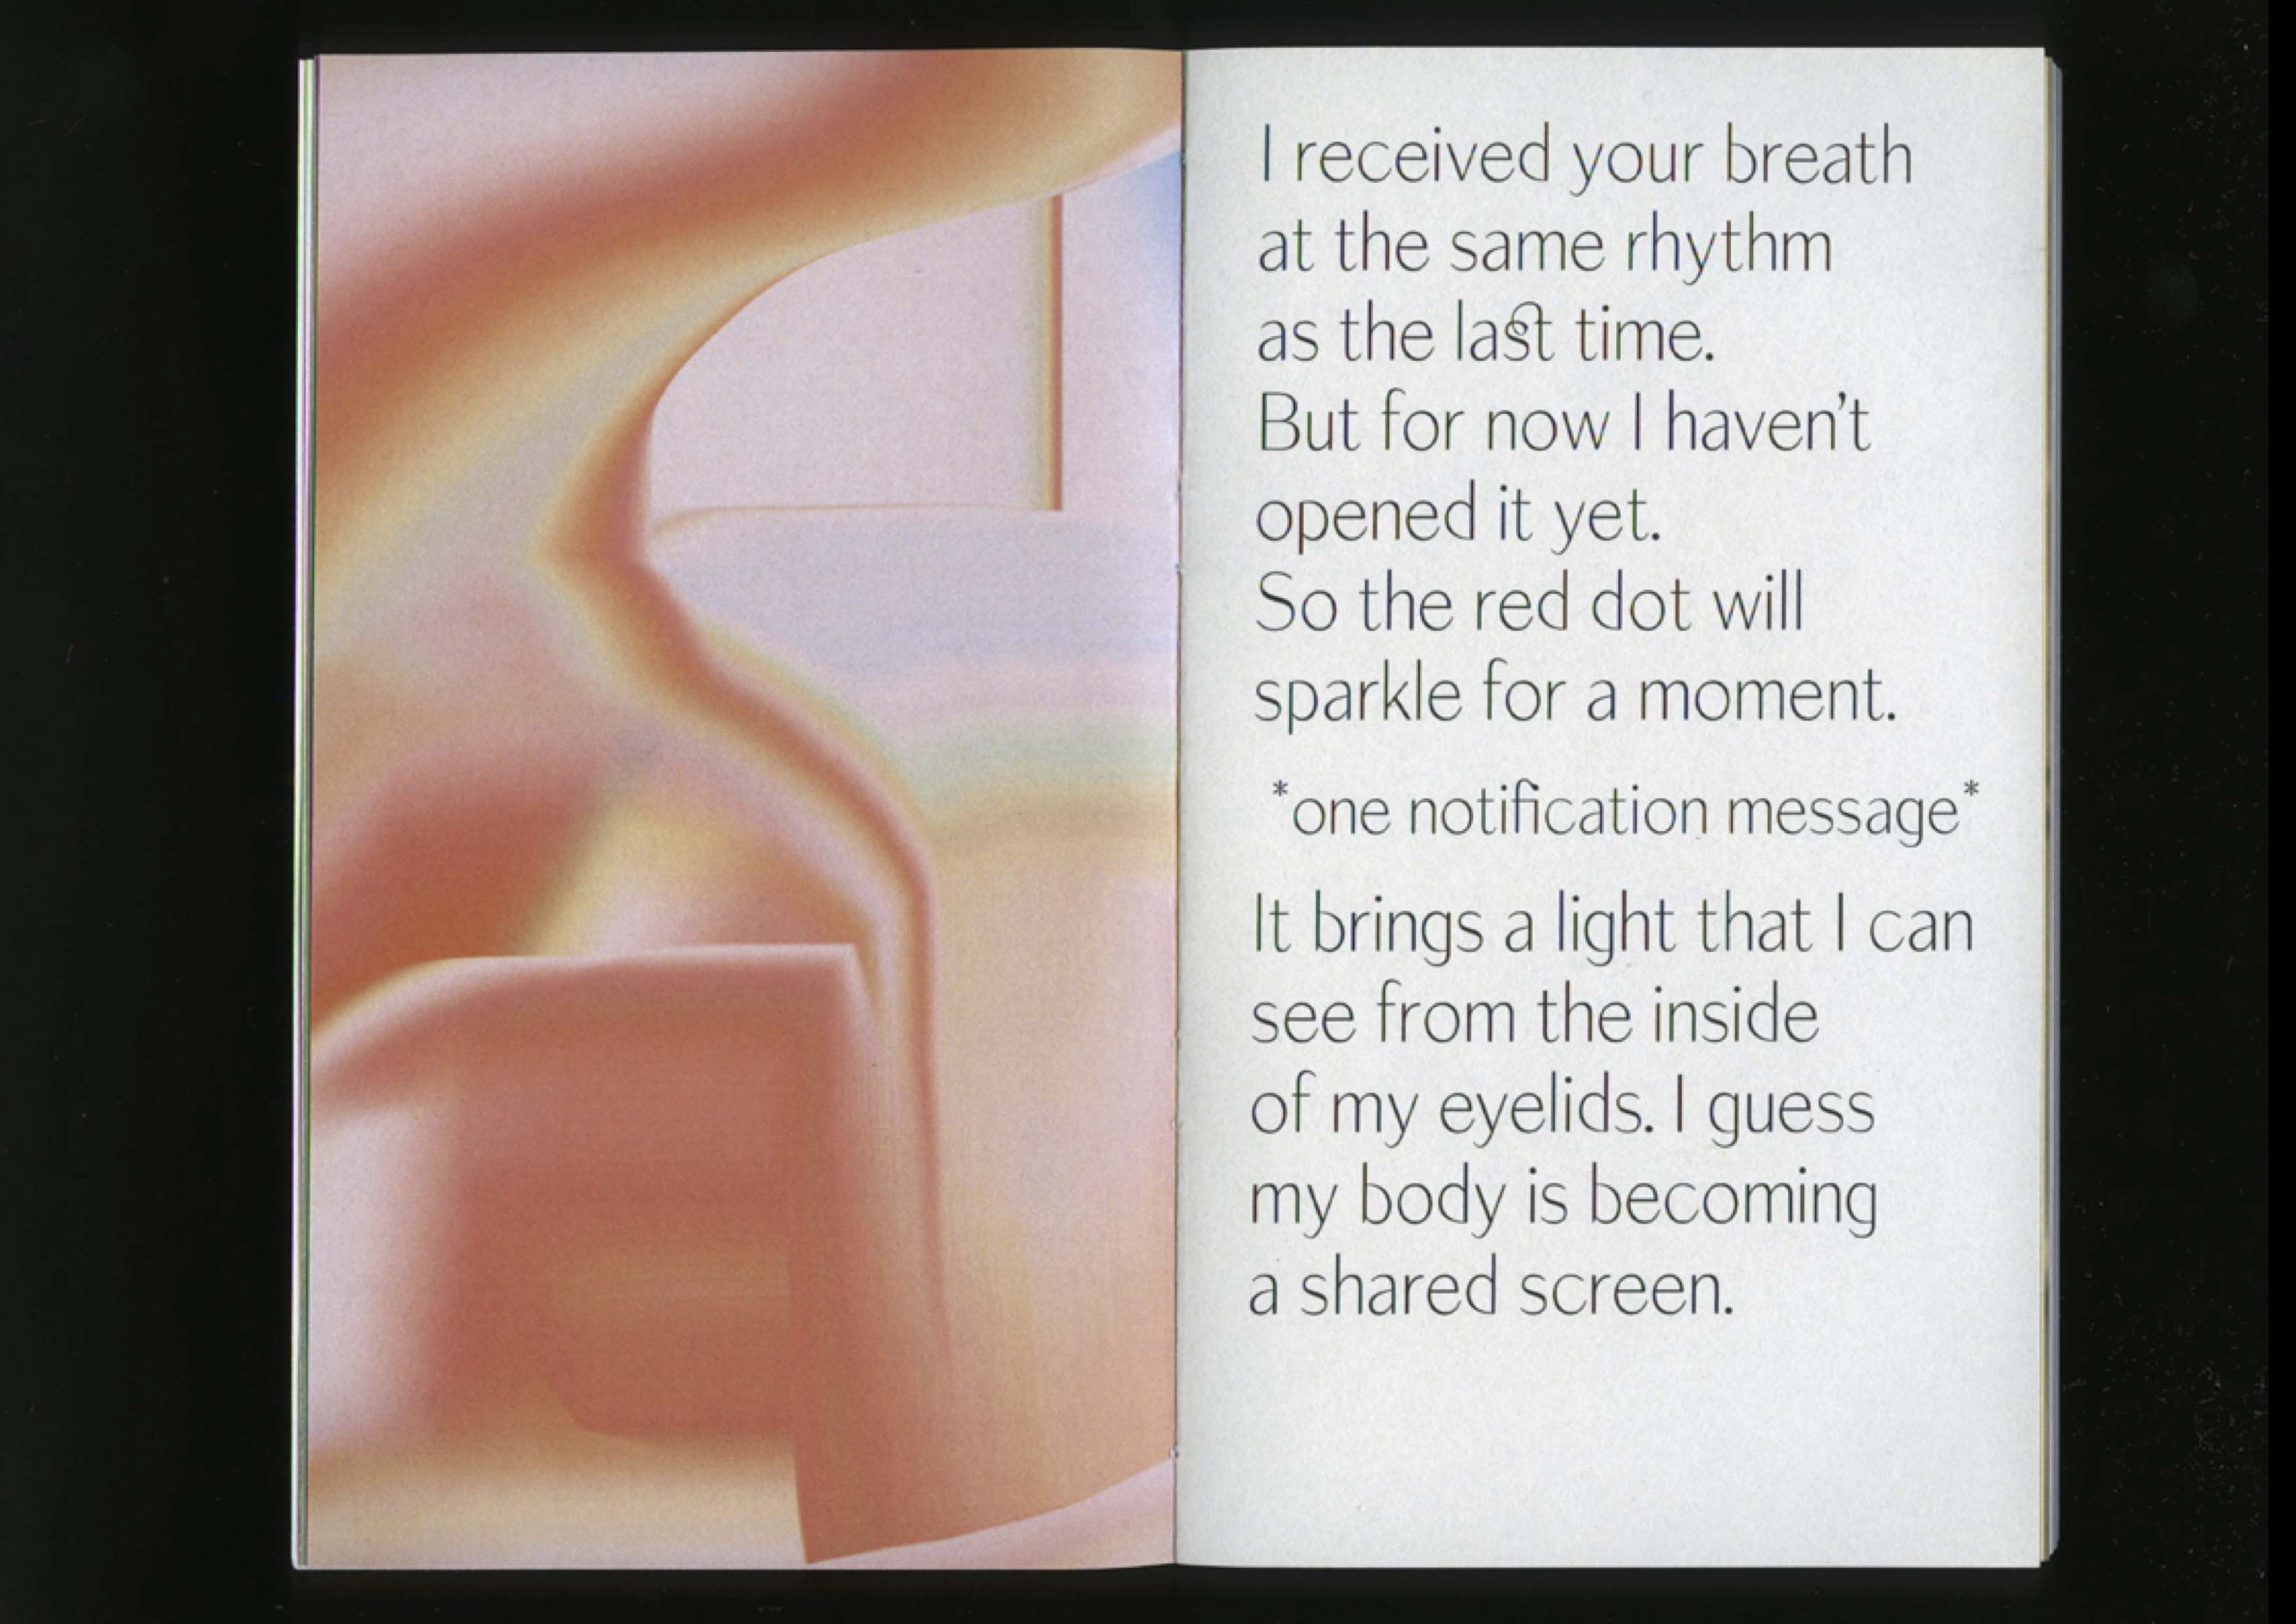 I received your breath
at the same rhythm
as the last time.
But for now I haven't
opened it yet.
So the red dot will
sparkle for a moment.
*one notification message*
It brings a light that I can
see from the inside
of my eyelids. I guess
my body is becoming
a shared screen.